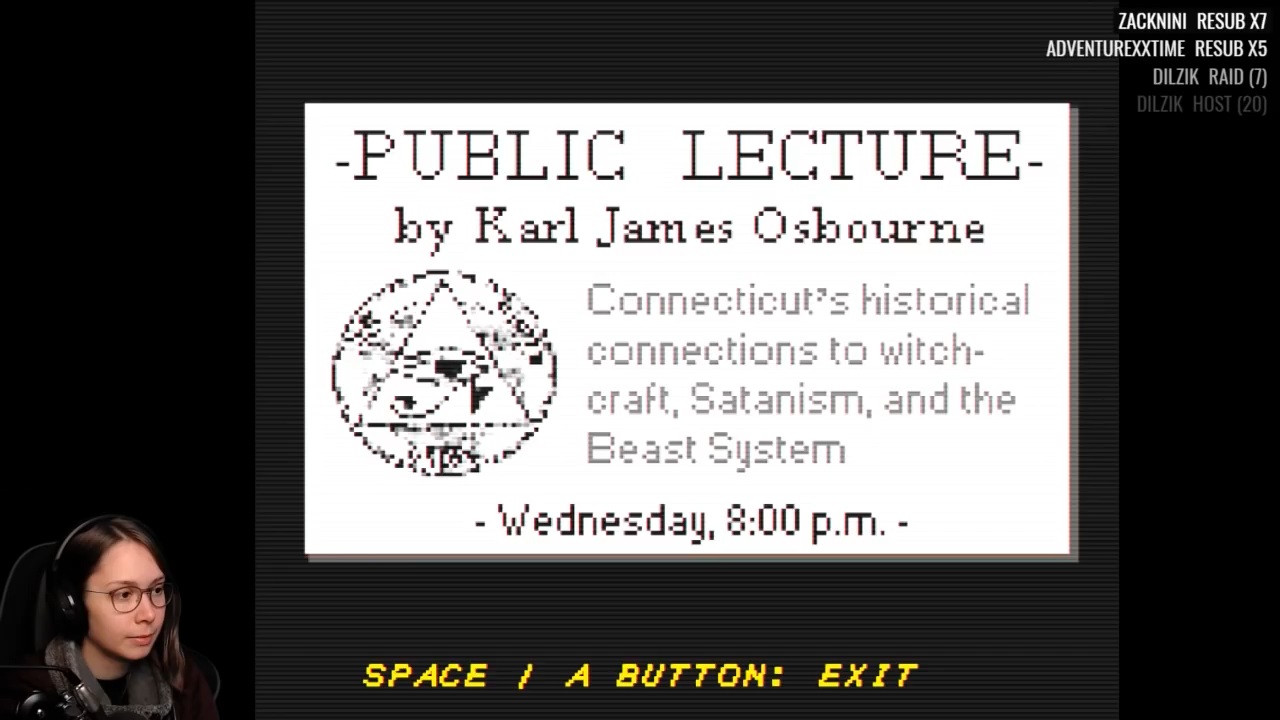 ZACKNINI RESUB X7
ADVENTUREXXTIME RESUB X5
DILZIK RAID (7)
DILZIK HOST (20)
-PUBLIC LECTURE-
by Karl James Osbourne
Connecticut's historical
connections to witch-
craft, Satanism, and the
Beast System
- Wednesday, 8:00 p.m. -
SPACE / A BUTTON: EXIT